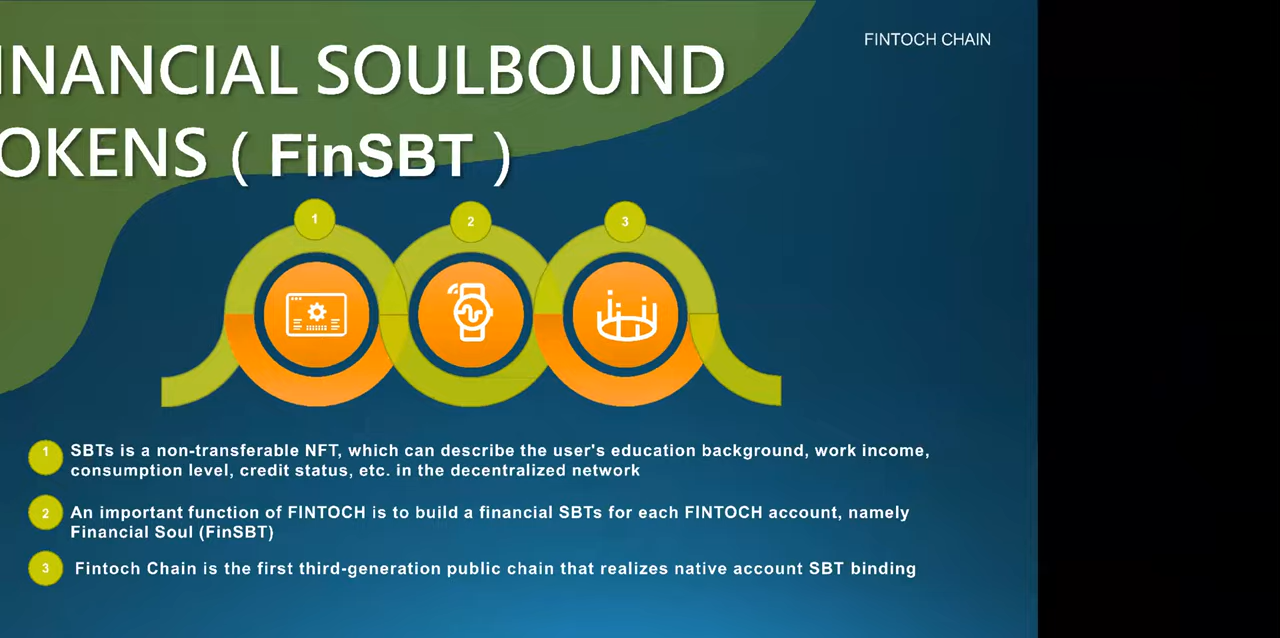 FINTOCH CHAIN
INANCIAL SOULBOUND
OKENS ( FinSBT )
1
2
3
1 SBTs is a non-transferable NFT, which can describe the user's education background, work income,
consumption level, credit status, etc. in the decentralized network
2 An important function of FINTOCH is to build a financial SBTs for each FINTOCH account, namely
Financial Soul (FinSBT)
3 Fintoch Chain is the first third-generation public chain that realizes native account SBT binding